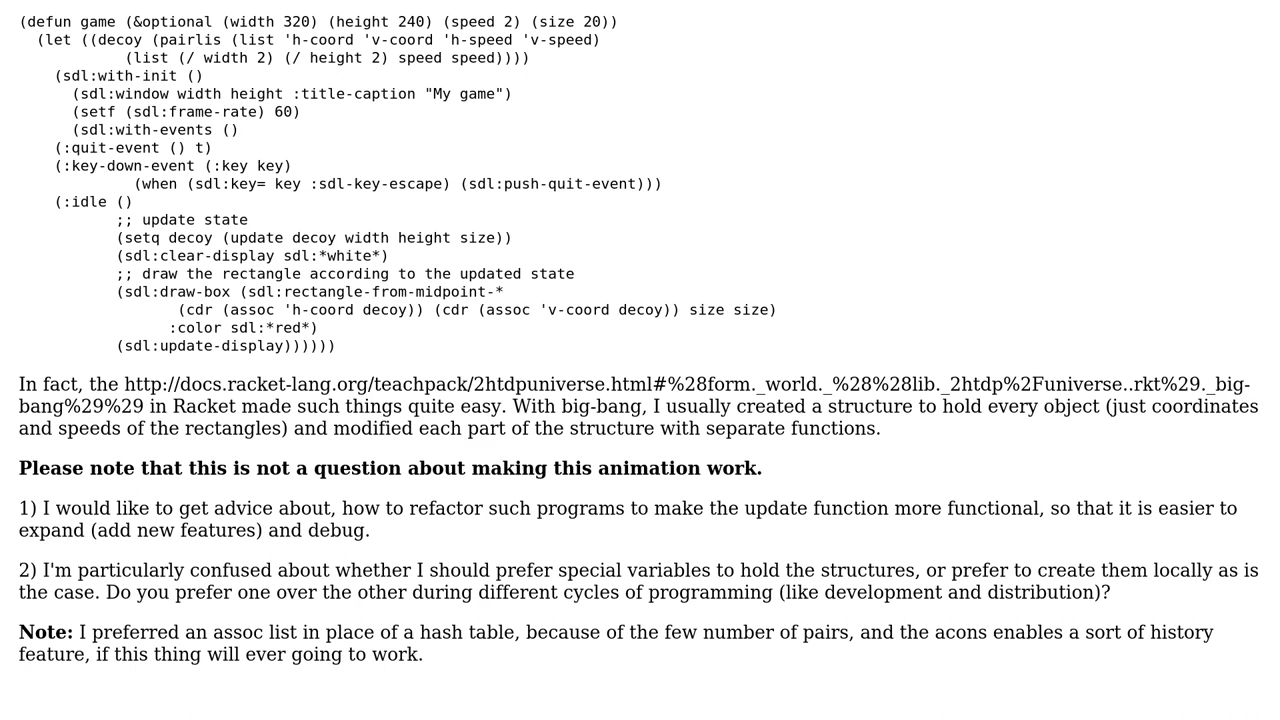 (defun game (&optional (width 320) (height 240) (speed 2) (size 20))
  (let ((decoy (pairlis (list 'h-coord 'v-coord 'h-speed 'v-speed)
            (list (/ width 2) (/ height 2) speed speed))))
    (sdl:with-init ()
      (sdl:window width height :title-caption "My game")
      (setf (sdl:frame-rate) 60)
      (sdl:with-events ()
    (:quit-event () t)
    (:key-down-event (:key key)
             (when (sdl:key= key :sdl-key-escape) (sdl:push-quit-event)))
    (:idle ()
           ;; update state
           (setq decoy (update decoy width height size))
           (sdl:clear-display sdl:*white*)
           ;; draw the rectangle according to the updated state
           (sdl:draw-box (sdl:rectangle-from-midpoint-*
                  (cdr (assoc 'h-coord decoy)) (cdr (assoc 'v-coord decoy)) size size)
                 :color sdl:*red*)
           (sdl:update-display))))))
In fact, the http://docs.racket-lang.org/teachpack/2htdpuniverse.html#%28form._world._%28%28lib._2htdp%2Funiverse..rkt%29._big-
bang%29%29 in Racket made such things quite easy. With big-bang, I usually created a structure to hold every object (just coordinates
and speeds of the rectangles) and modified each part of the structure with separate functions.
Please note that this is not a question about making this animation work.
1) I would like to get advice about, how to refactor such programs to make the update function more functional, so that it is easier to
expand (add new features) and debug.
2) I'm particularly confused about whether I should prefer special variables to hold the structures, or prefer to create them locally as is
the case. Do you prefer one over the other during different cycles of programming (like development and distribution)?
Note: I preferred an assoc list in place of a hash table, because of the few number of pairs, and the acons enables a sort of history
feature, if this thing will ever going to work.